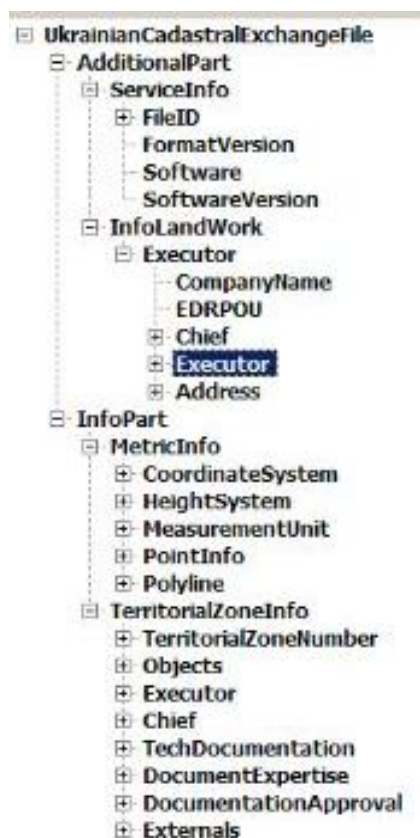 UkrainianCadastralExchangeFile
AdditionalPart
ServiceInfo
FileID
FormatVersion
Software
SoftwareVersion
InfoLandWork
Executor
CompanyName
EDRPOU
Chief
Executor
Address
InfoPart
MetricInfo
CoordinateSystem
HeightSystem
MeasurementUnit
PointInfo
Polyline
TerritorialZoneInfo
TerritorialZoneNumber
Objects
Executor
Chief
TechDocumentation
DocumentExpertise
DocumentationApproval
Externals